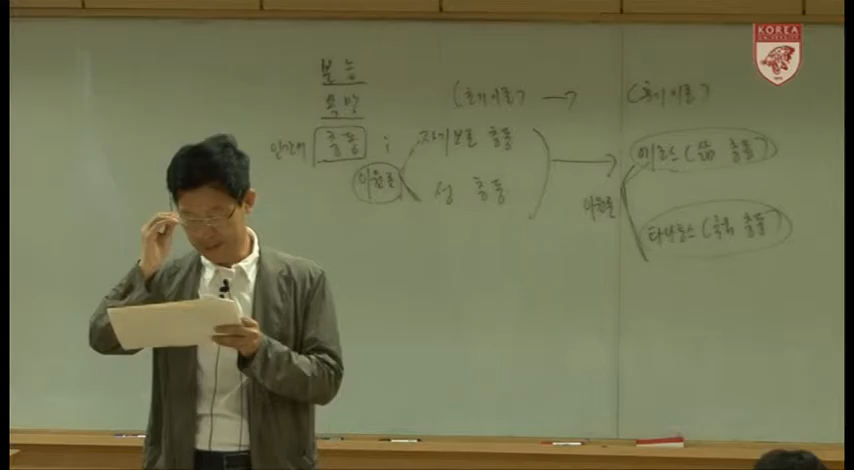 KOREA
UNIVERSITY
본능
욕망
(초기이론) → (후기이론)
인간의 충동 : 자기보존 충동
이원론
성 충동
에로스 (삶 충동)
이원론
타나토스 (죽음 충동)